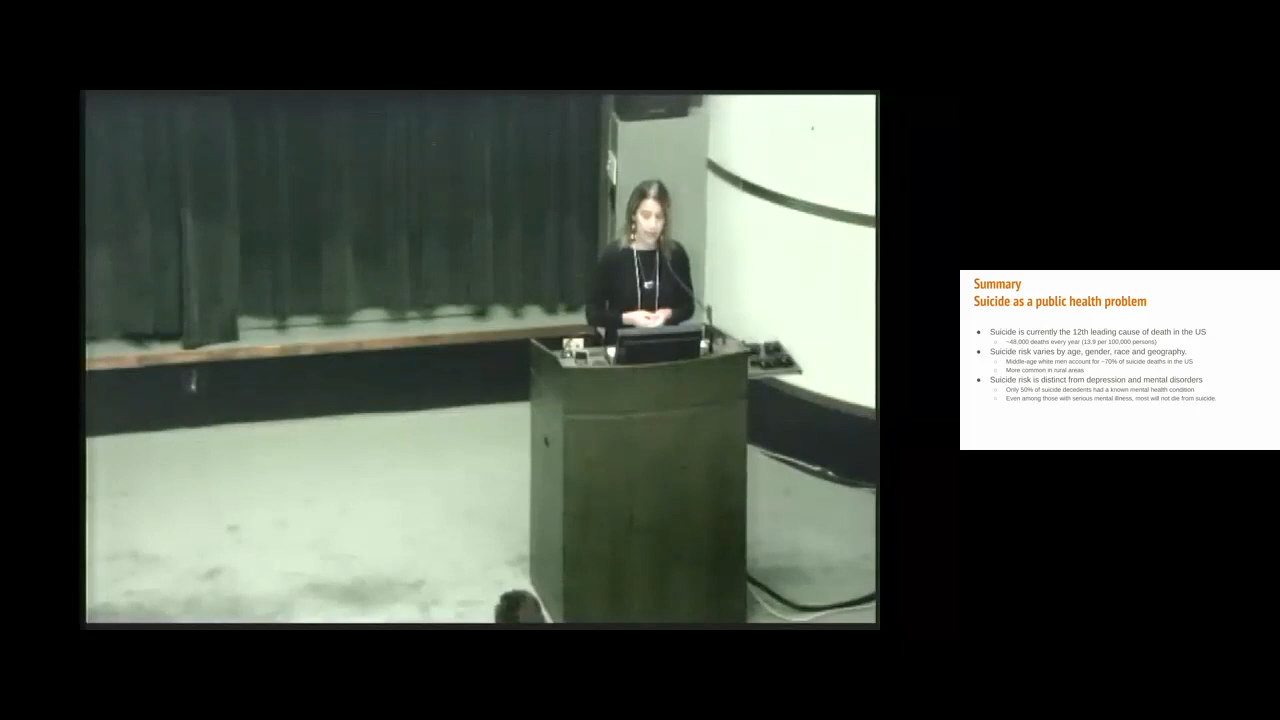 Summary
Suicide as a public health problem
● Suicide is currently the 12th leading cause of death in the US
○ ~48,000 deaths every year (13.9 per 100,000 persons)
● Suicide risk varies by age, gender, race and geography.
○ Middle-age white men account for ~70% of suicide deaths in the US
○ More common in rural areas
● Suicide risk is distinct from depression and mental disorders
○ Only 50% of suicide decedents had a known mental health condition
○ Even among those with serious mental illness, most will not die from suicide.